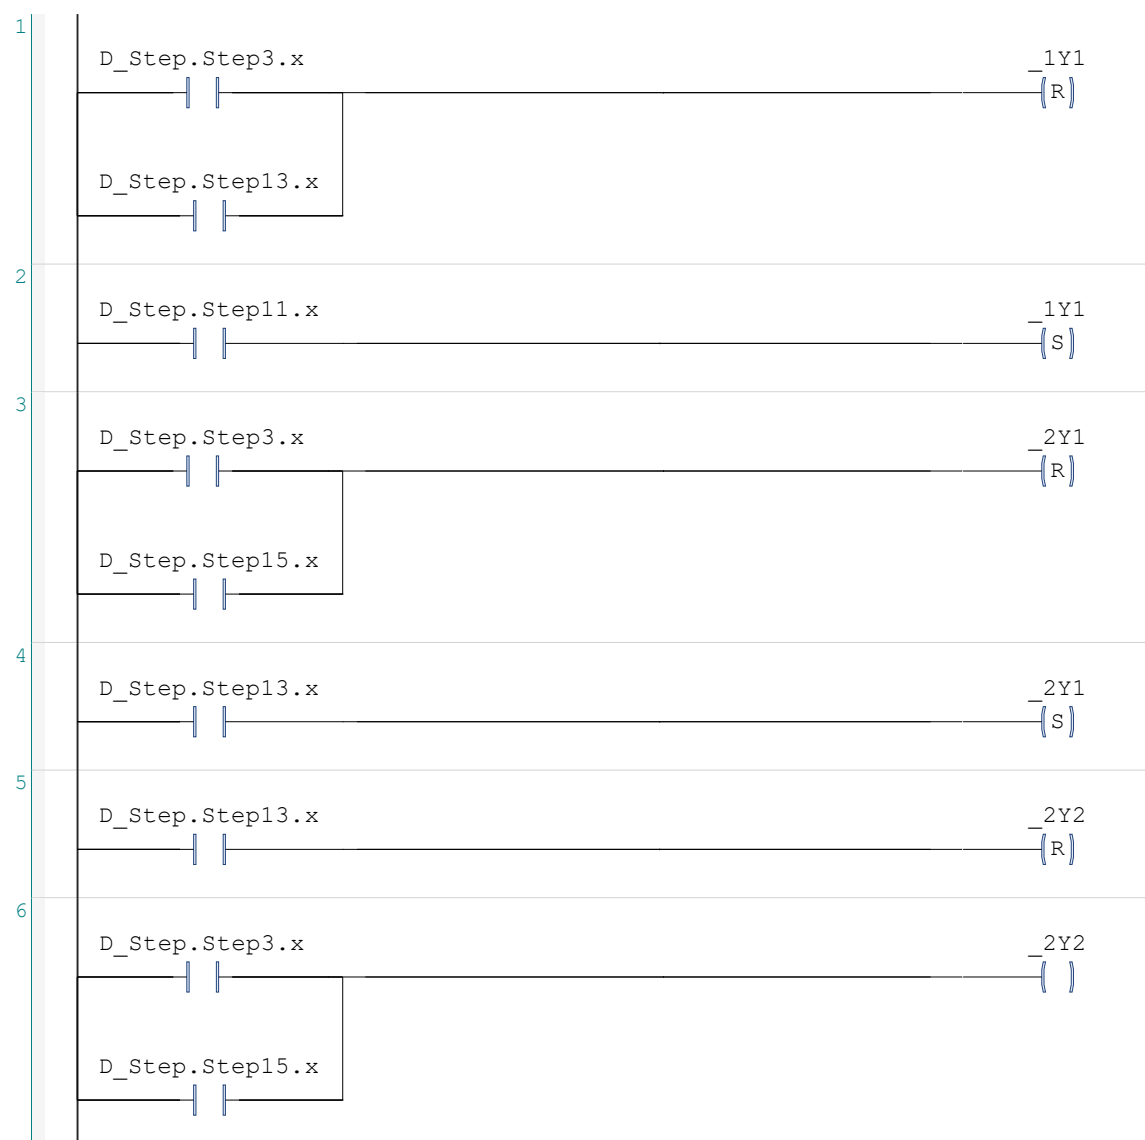 1
D_Step.Step3.x _1Y1
R
D_Step.Step13.x
2
D_Step.Step11.x _1Y1
S
3
D_Step.Step3.x _2Y1
R
D_Step.Step15.x
4
D_Step.Step13.x _2Y1
S
5
D_Step.Step13.x _2Y2
R
6
D_Step.Step3.x _2Y2
D_Step.Step15.x